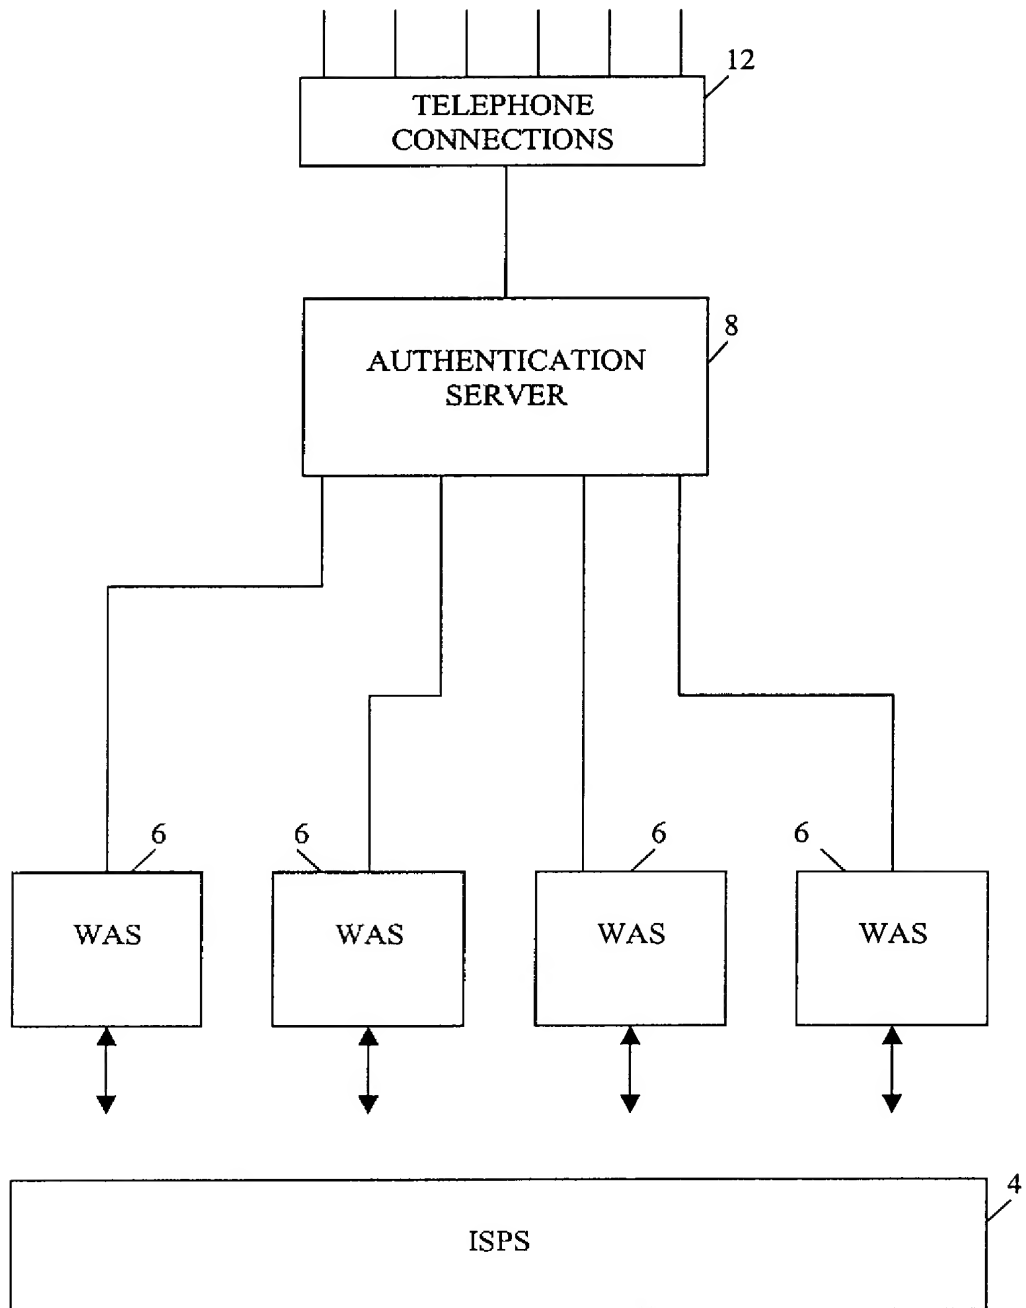 12
TELEPHONE
CONNECTIONS
8
AUTHENTICATION
SERVER
6 6 6 6
WAS WAS WAS WAS
4
ISPS